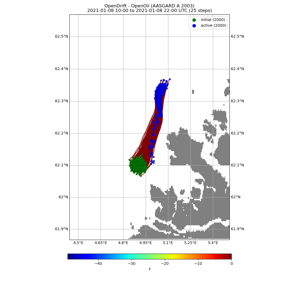 OpenDrift - OpenOil (AASGARD A 2003)
2021-01-08 10:00 to 2021-01-08 22:00 UTC (25 steps)
initial (2000)
active (2000)
62.5°N
62.4°N
62.3°N
62.2°N
62.1°N
62°N
61.9°N
4.5°E
4.65°E
4.8°E
4.95°E
5.1°E
5.25°E
5.4°E
−40
−30
−20
−10
0